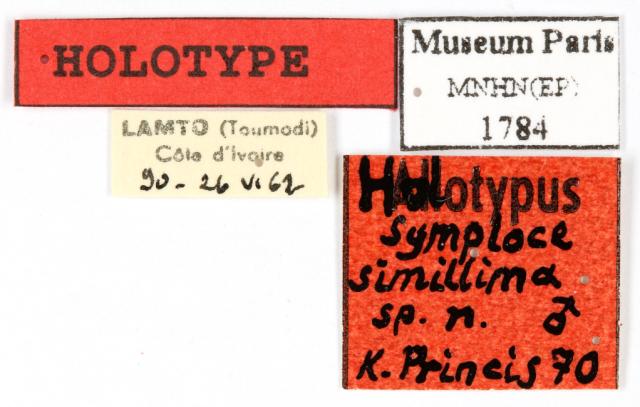 HOLOTYPE
Museum Paris
MNHN(EP)
1784
LAMTO (Toumodi)
Côte d'Ivoire
26 VI 62
Holotypus
Symploce
simillima
sp. n. ♂
K. Princis 70